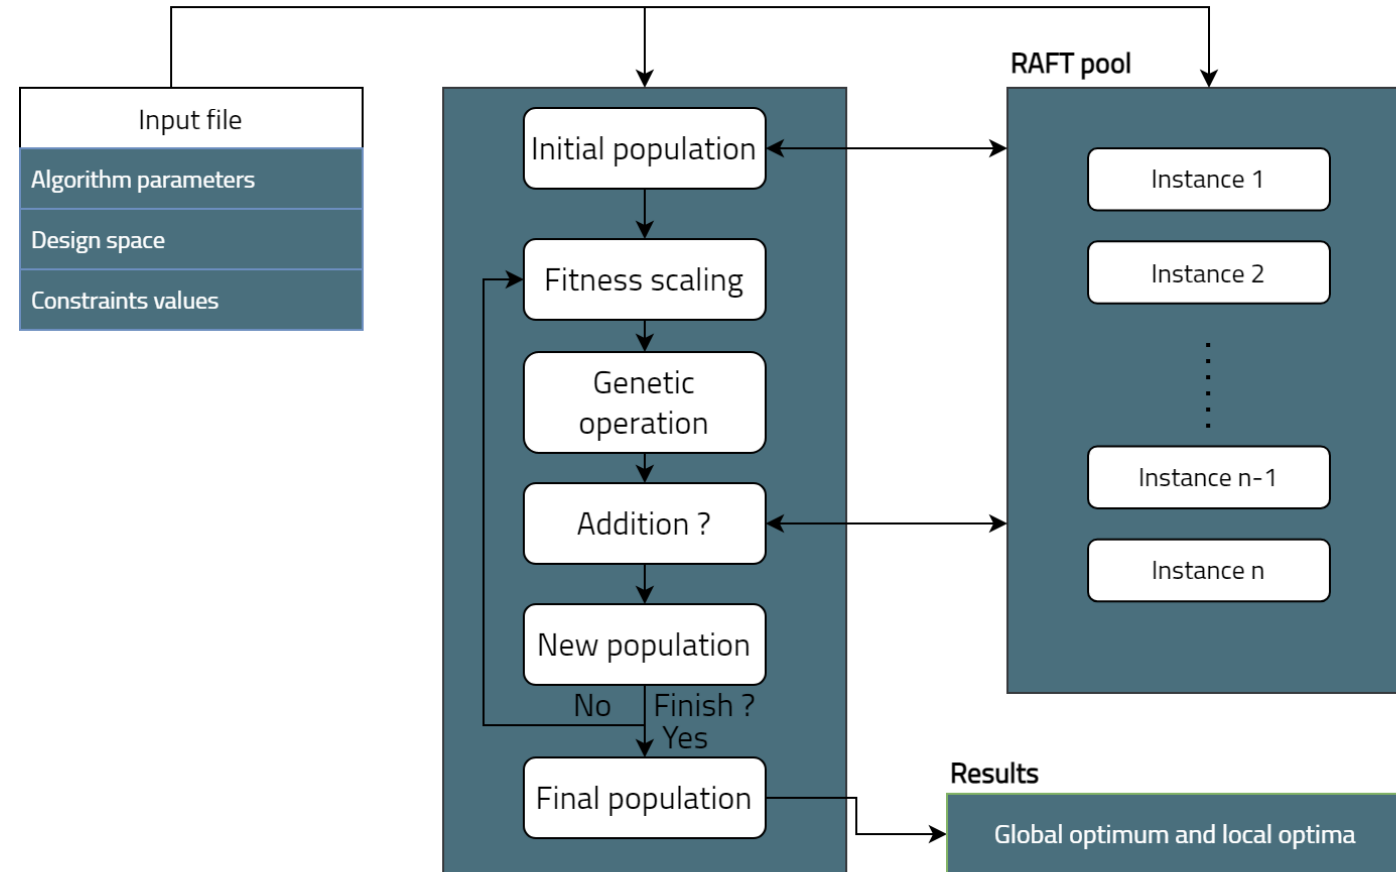 Input file
Algorithm parameters
Design space
Constraints values
Initial population
Fitness scaling
Genetic
operation
Addition ?
New population
No
Finish ?
Yes
Final population
RAFT pool
Instance 1
Instance 2
Instance n-1
Instance n
Results
Global optimum and local optima